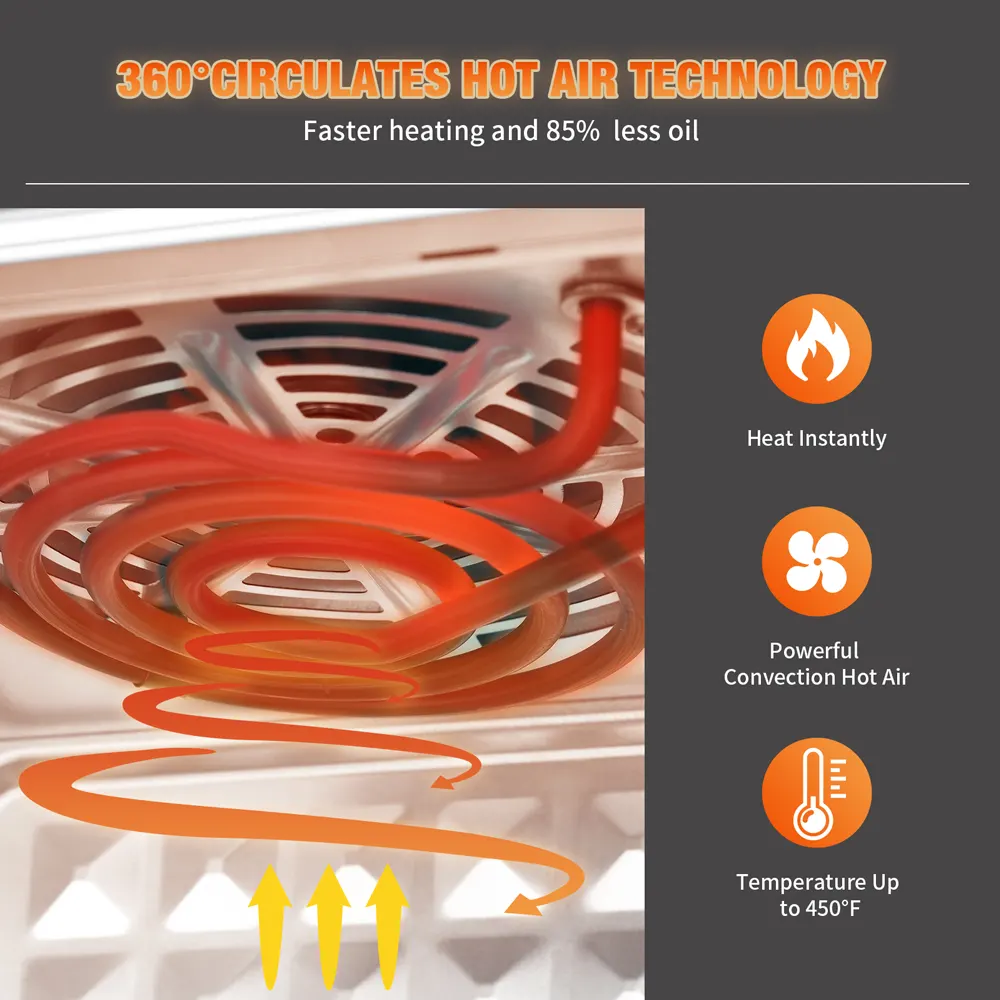 360°CIRCULATES HOT AIR TECHNOLOGY
Faster heating and 85% less oil
Heat Instantly
Powerful
Convection Hot Air
Temperature Up
to 450°F